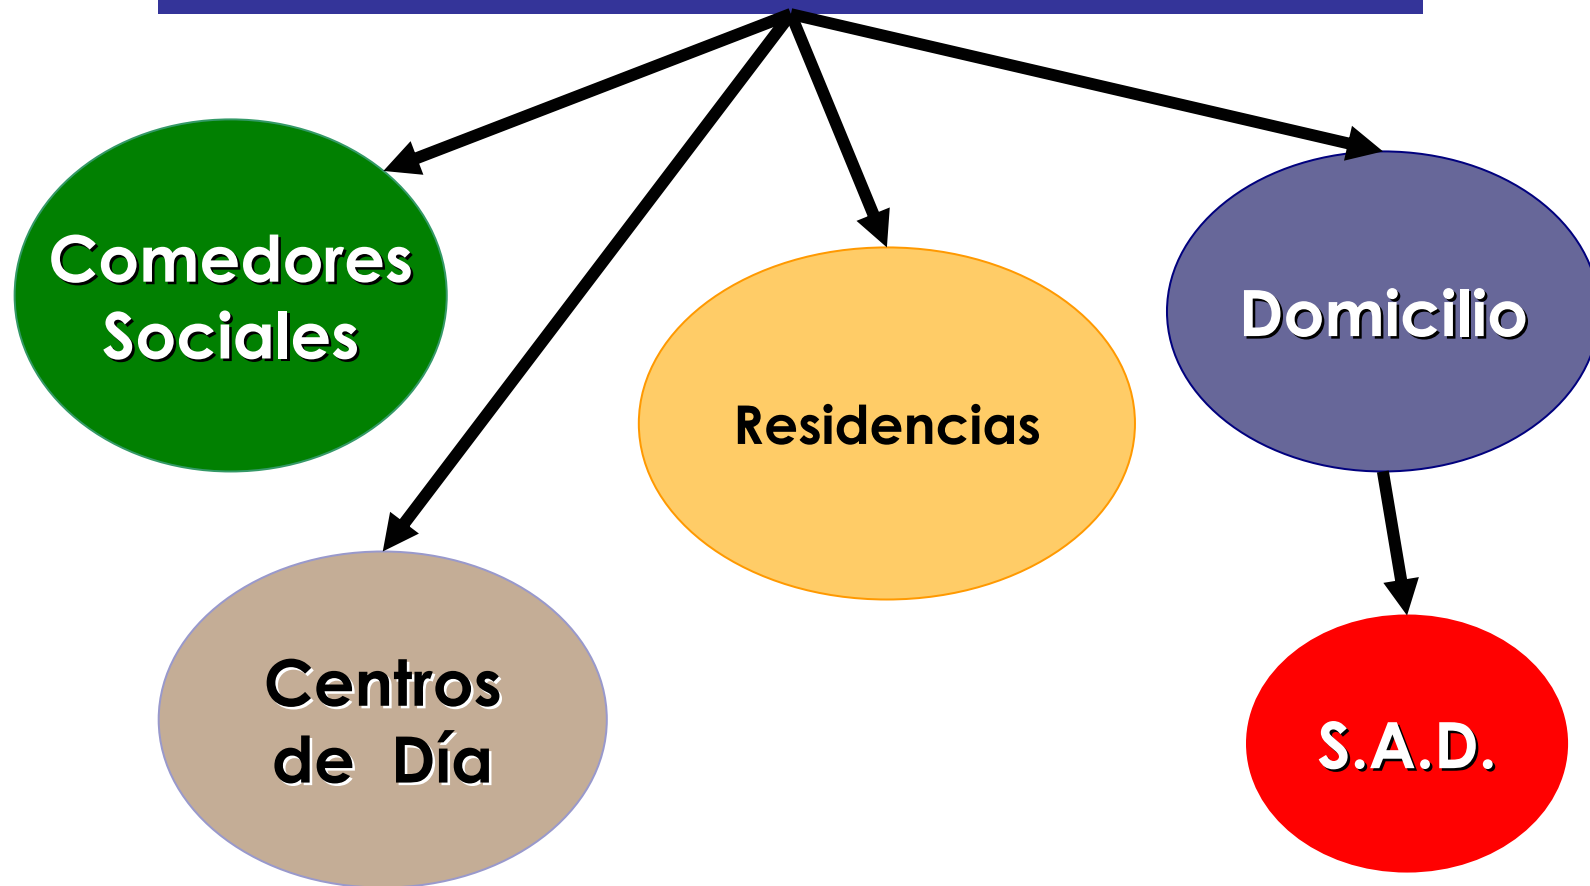 Comedores
Sociales
Domicilio
Residencias
Centros
de Día
S.A.D.